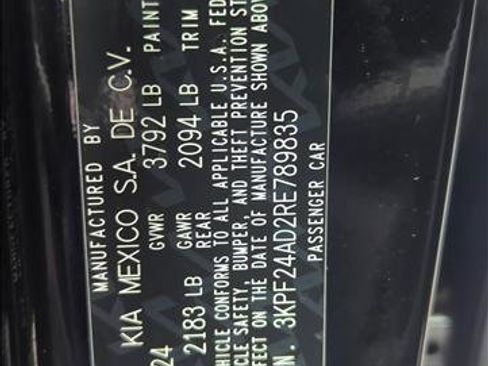 MANUFACTURED BY
KIA MEXICO S.A. DE C.V.
24 GVWR 3792 LB PAINT
GAWR
2183 LB REAR 2094 LB TRIM
VEHICLE CONFORMS TO ALL APPLICABLE U.S.A. FED
CLE SAFETY, BUMPER, AND THEFT PREVENTION ST
FECT ON THE DATE OF MANUFACTURE SHOWN ABOV
N. 3KPF24AD2RE789835
PASSENGER CAR